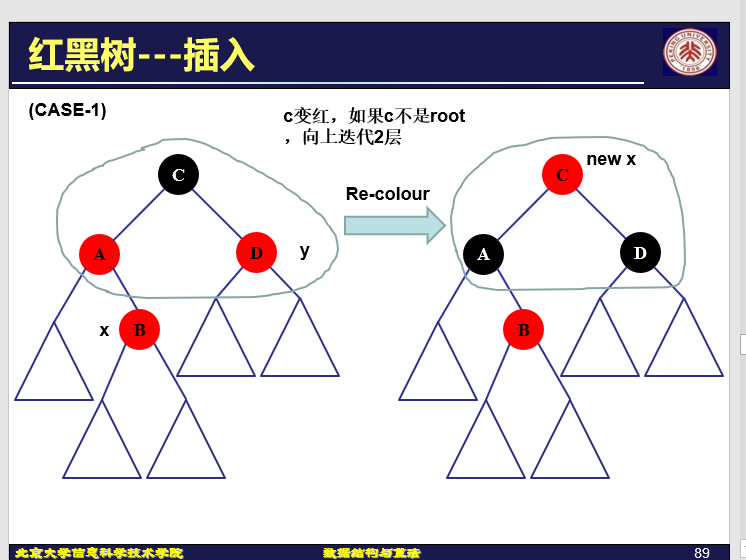 红黑树---插入
(CASE-1)
c变红，如果c不是root
，向上迭代2层
C
A
D
y
x
B
Re-colour
C
new x
A
D
B
北京大学信息科学技术学院
数据结构与算法
89